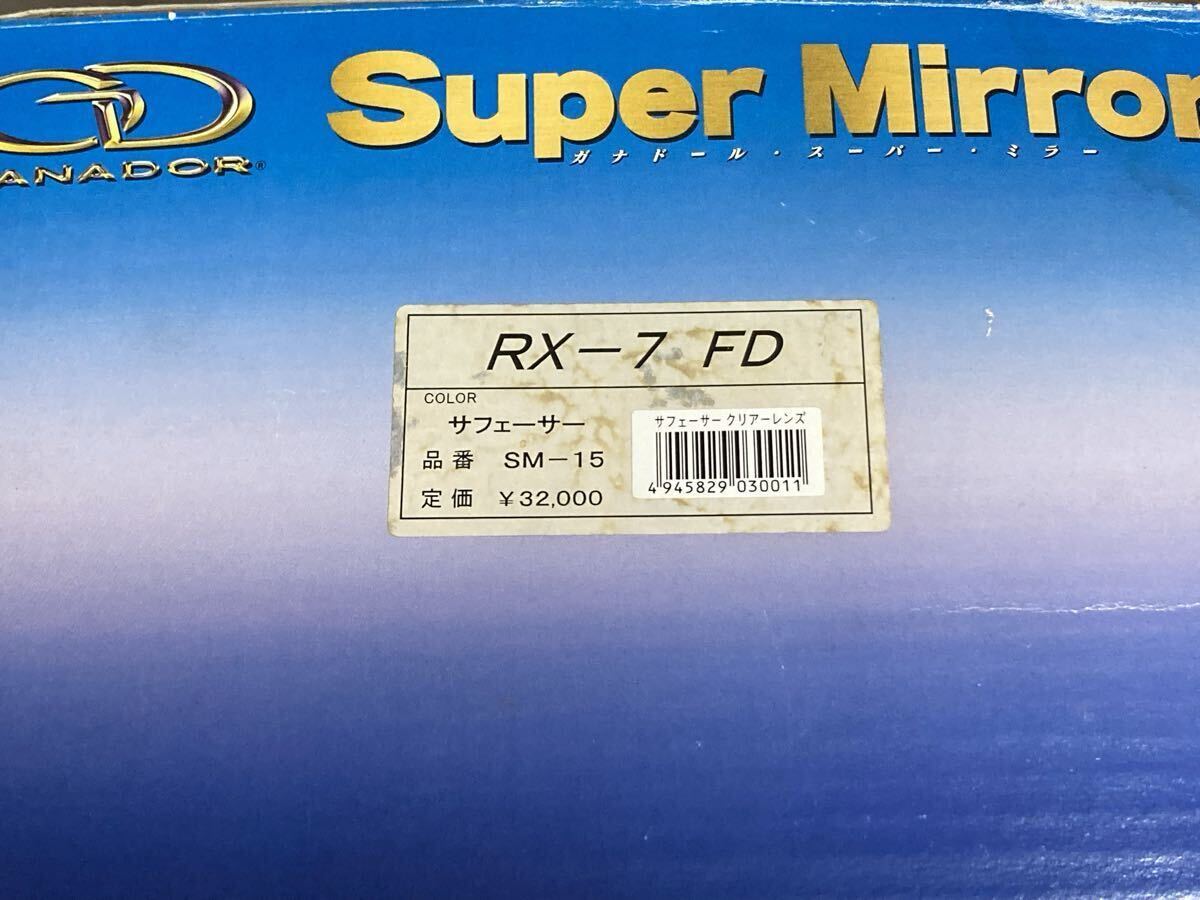 GD
ANADOR®
Super Mirror
ガナドール・スーパー・ミラー
RX－7 FD
COLOR
サフェーサー
品番 SM－15
定価 ￥32,000
サフェーサー クリアーレンズ
4 945829 030011